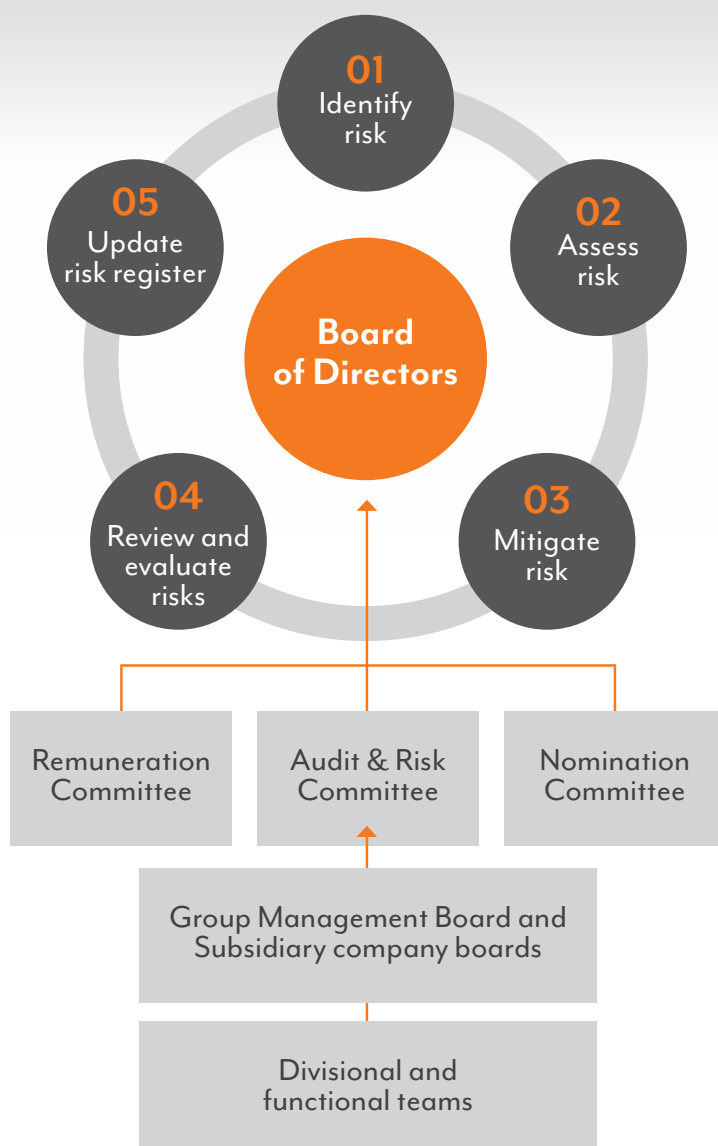 01
Identify
risk
02
Assess
risk
03
Mitigate
risk
04
Review and
evaluate
risks
05
Update
risk register
Board
of Directors
Remuneration
Committee
Audit & Risk
Committee
Nomination
Committee
Group Management Board and
Subsidiary company boards
Divisional and
functional teams